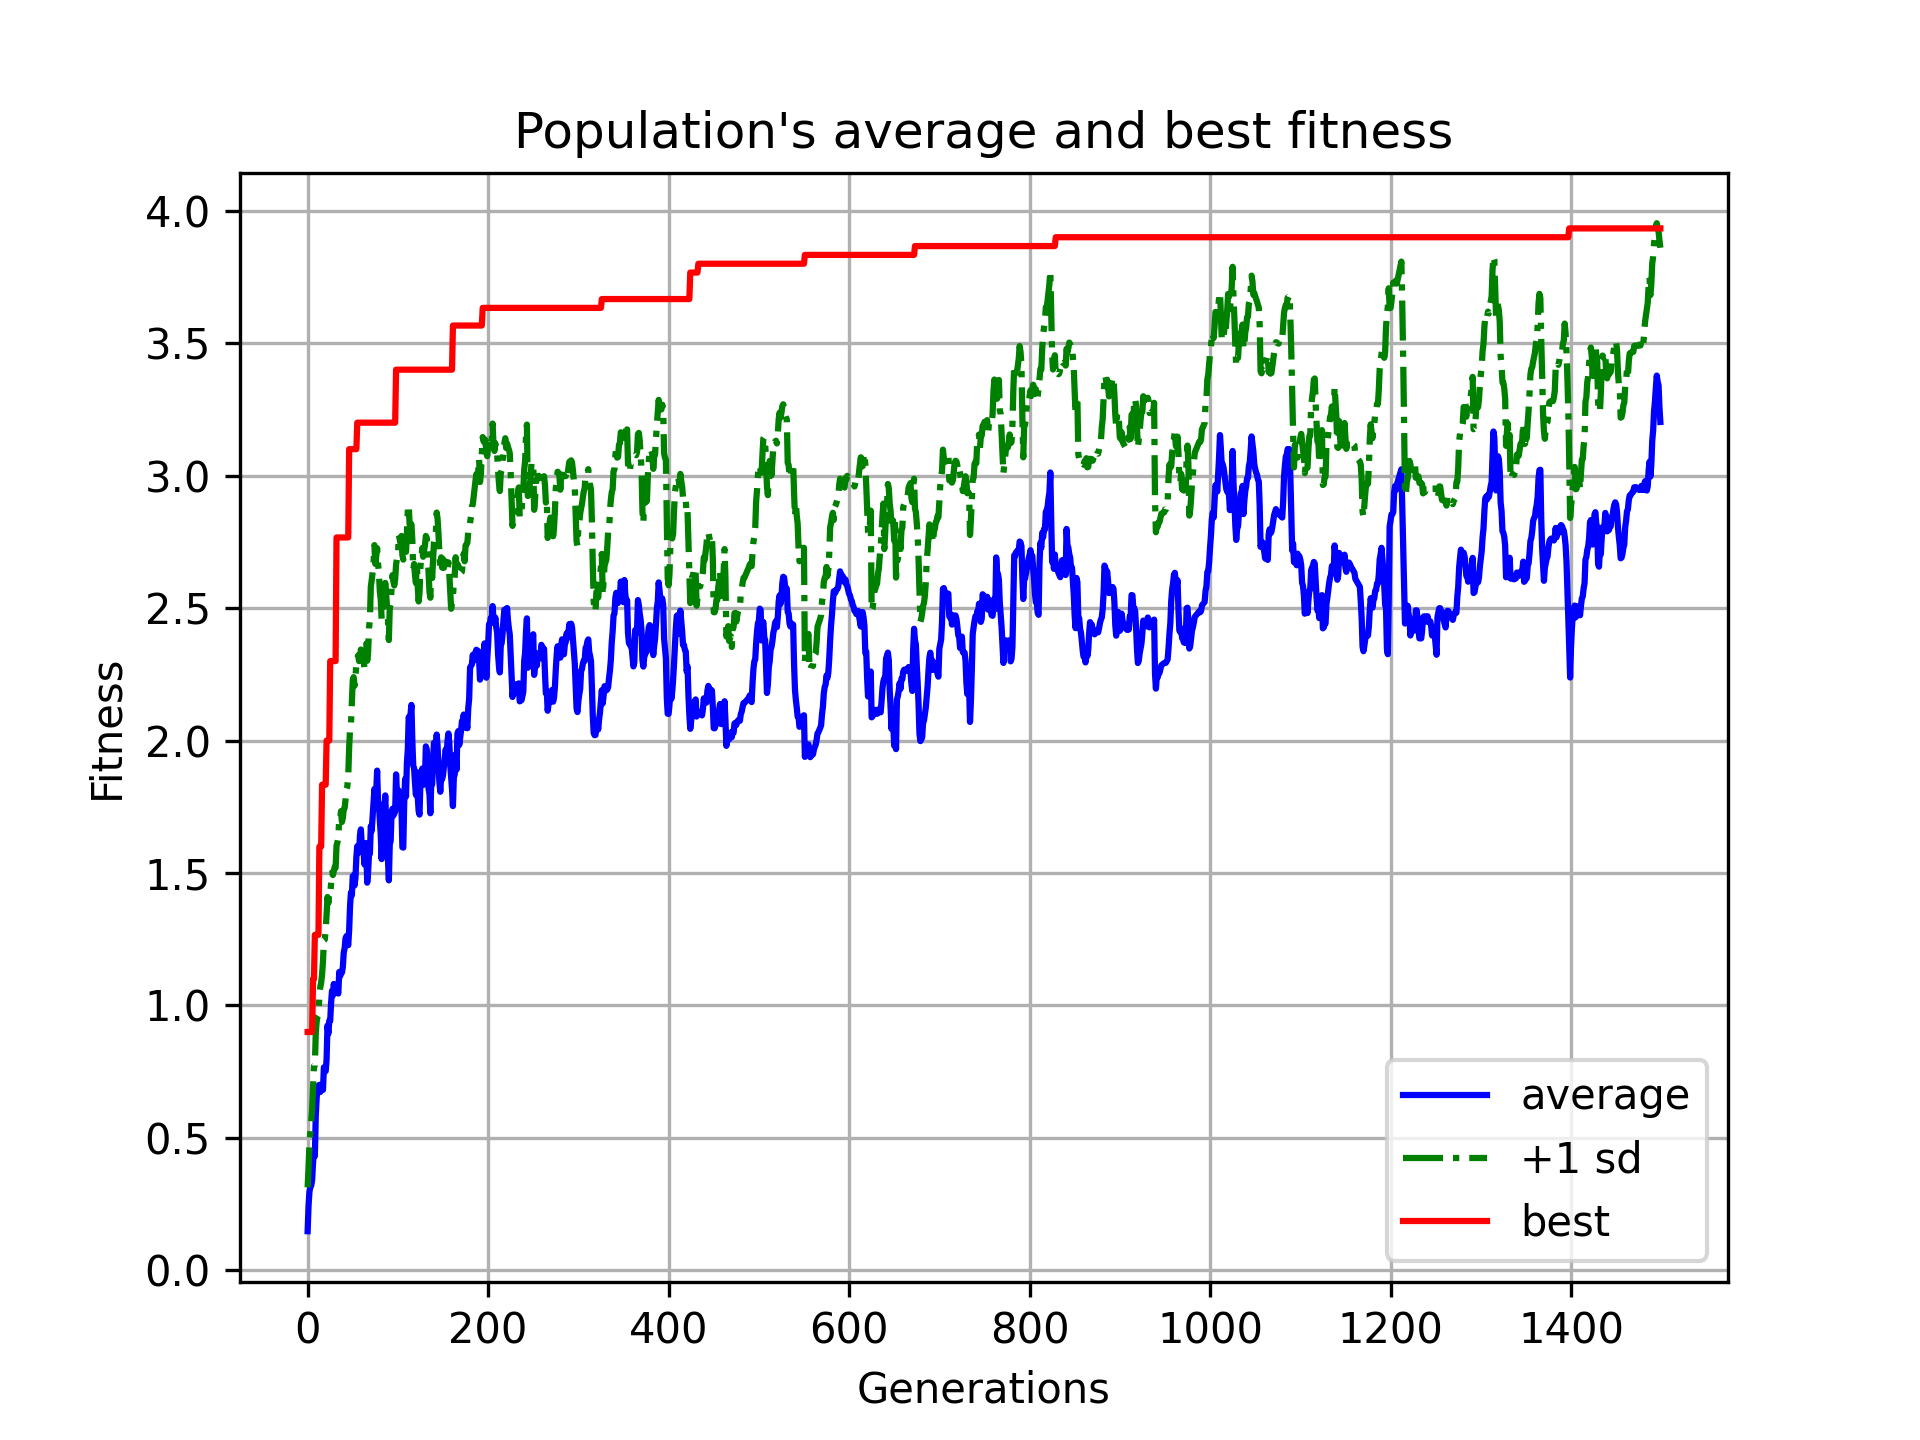 Population's average and best fitness
4.0
3.5
3.0
2.5
2.0
1.5
1.0
0.5
0.0
Fitness
0 200 400 600 800 1000 1200 1400
Generations
average
+1 sd
best